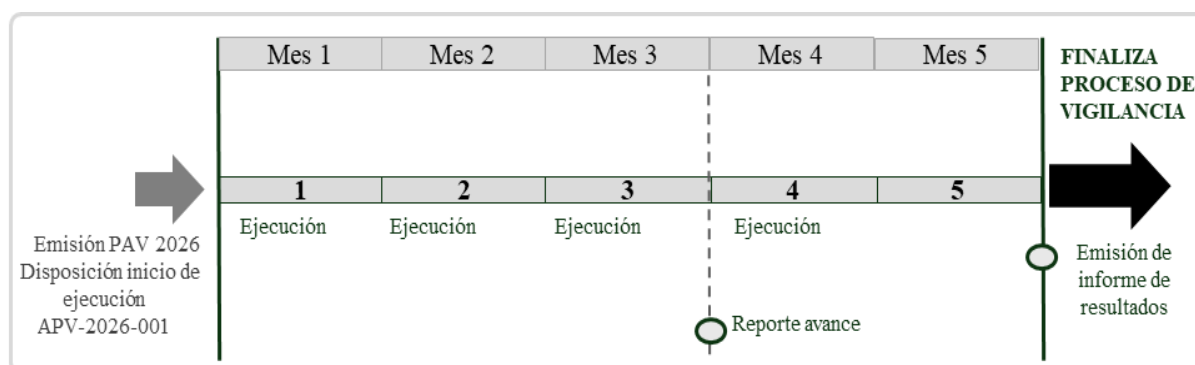 Mes 1 Mes 2 Mes 3 Mes 4 Mes 5
FINALIZA
PROCESO DE
VIGILANCIA
1 2 3 4 5
Ejecución Ejecución Ejecución Ejecución
Emisión PAV 2026
Disposición inicio de
ejecución
APV-2026-001
Reporte avance
Emisión de
informe de
resultados